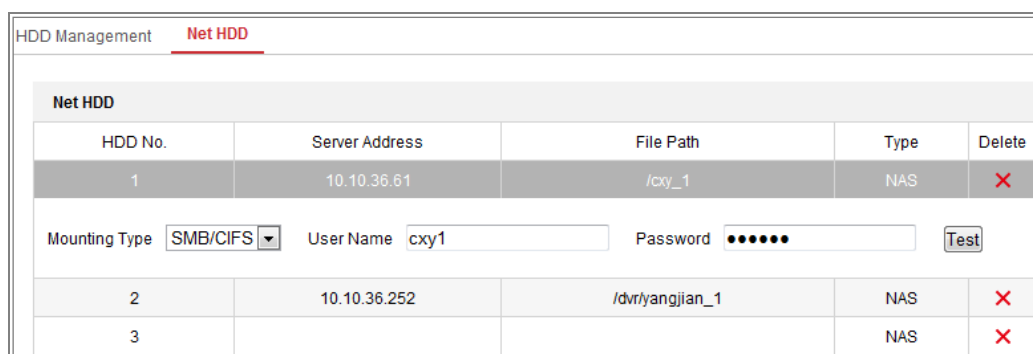 HDD Management Net HDD
Net HDD
HDD No. Server Address File Path Type Delete
1 10.10.36.61 /cxy_1 NAS
Mounting Type SMB/CIFS User Name cxy1 Password ●●●●●● Test
2 10.10.36.252 /dvr/yangjian_1 NAS
3 NAS